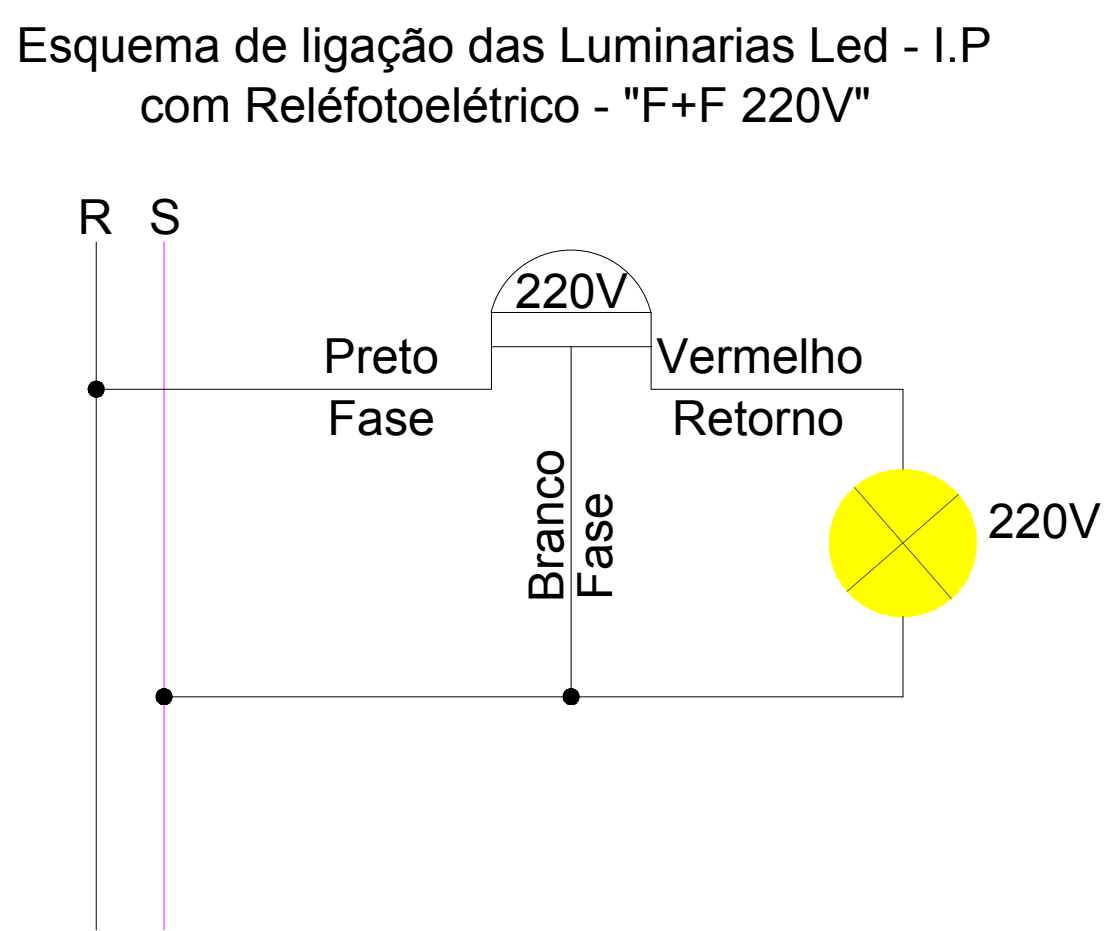 Esquema de ligação das Luminarias Led - I.P
com Reléfotoelétrico - "F+F 220V"
R S
220V
Preto
Vermelho
Fase
Retorno
Branco
Fase
220V